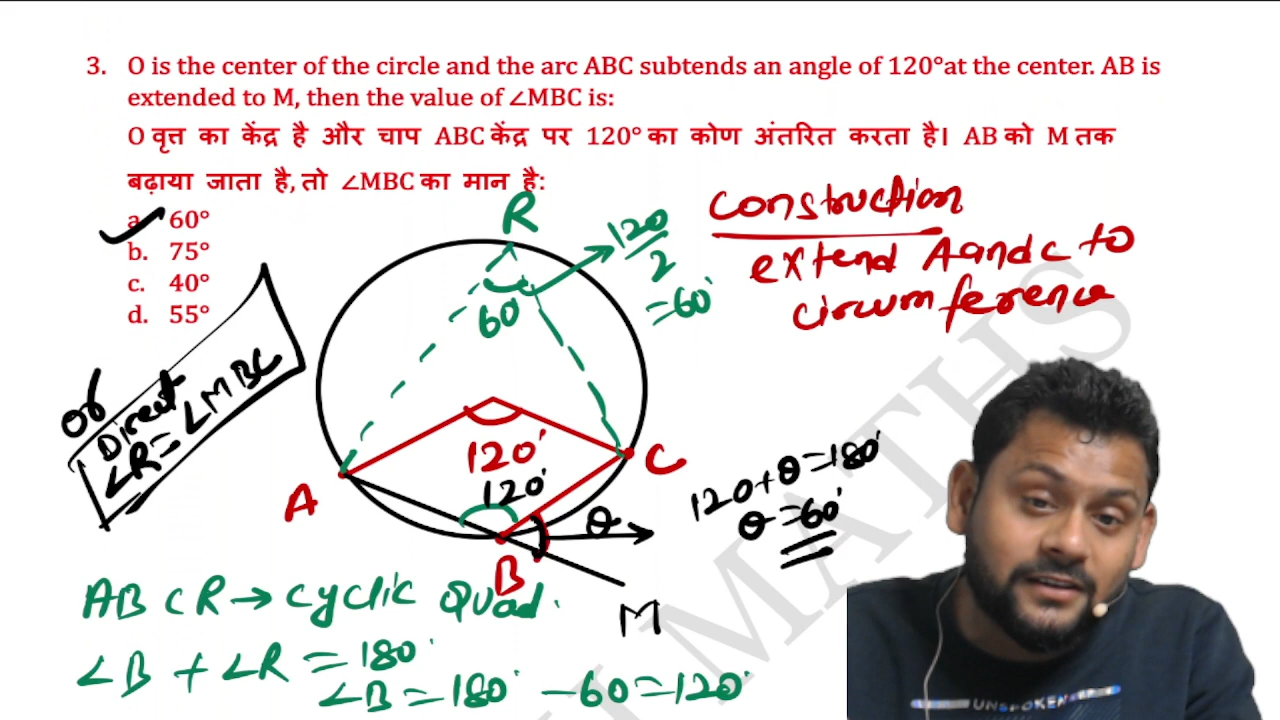 3. O is the center of the circle and the arc ABC subtends an angle of 120°at the center. AB is
extended to M, then the value of ∠MBC is:
O वृत्त का केंद्र है और चाप ABC केंद्र पर 120° का कोण अंतरित करता है। AB को M तक
बढ़ाया जाता है, तो ∠MBC का मान है:
a. 60°
b. 75°
c. 40°
d. 55°
Construction
extend A and C to
circumference
R
120/2
=60°
60
or
Direct
∠R=∠MBC
120°
120°
A
C
B
θ
M
120+θ=180°
θ=60°
ABCR→cyclic Quad.
∠B+∠R=180°
∠B=180°-60=120°
MATHS
UNSPOKEN